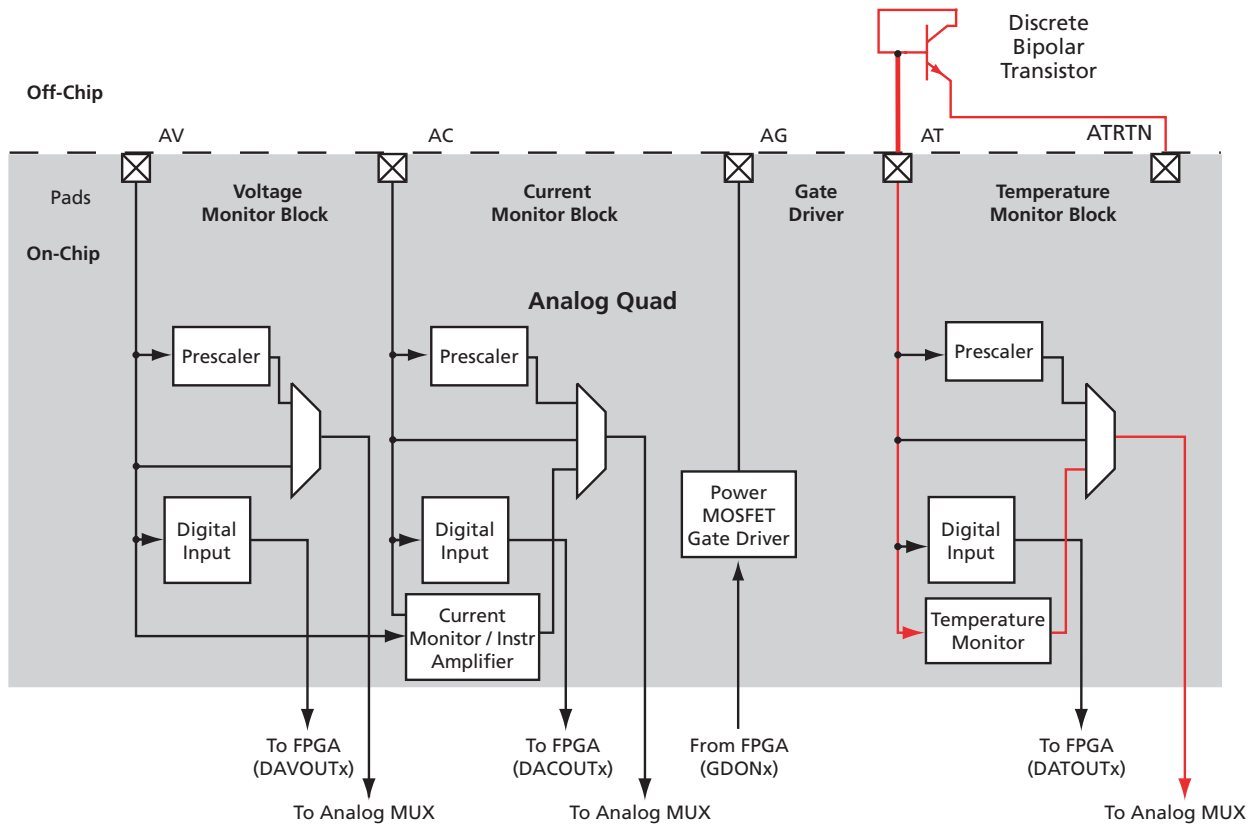 Discrete
Bipolar
Transistor
Off-Chip
AV
AC
AG
AT
ATRTN
Pads
Voltage
Monitor Block
Current
Monitor Block
Gate
Driver
Temperature
Monitor Block
On-Chip
Analog Quad
Prescaler
Prescaler
Prescaler
Digital
Input
Digital
Input
Power
MOSFET
Gate Driver
Digital
Input
Current
Monitor / Instr
Amplifier
Temperature
Monitor
To FPGA
(DAVOUTx)
To FPGA
(DACOUTx)
From FPGA
(GDONx)
To FPGA
(DATOUTx)
To Analog MUX
To Analog MUX
To Analog MUX